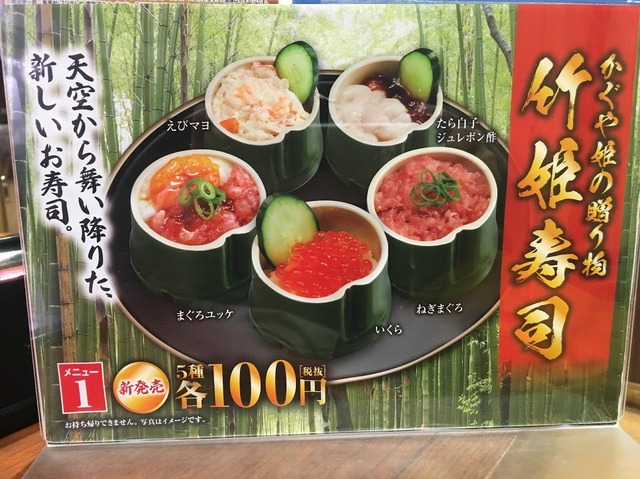 かぐや姫の贈り物
竹姫寿司
天空から舞い降りた、
新しいお寿司。
えびマヨ
たら白子
ジュレポン酢
まぐろユッケ
いくら
ねぎまぐろ
メニュー
1
新発売
5種
各100円
[税抜]
お持ち帰りできません。写真はイメージです。